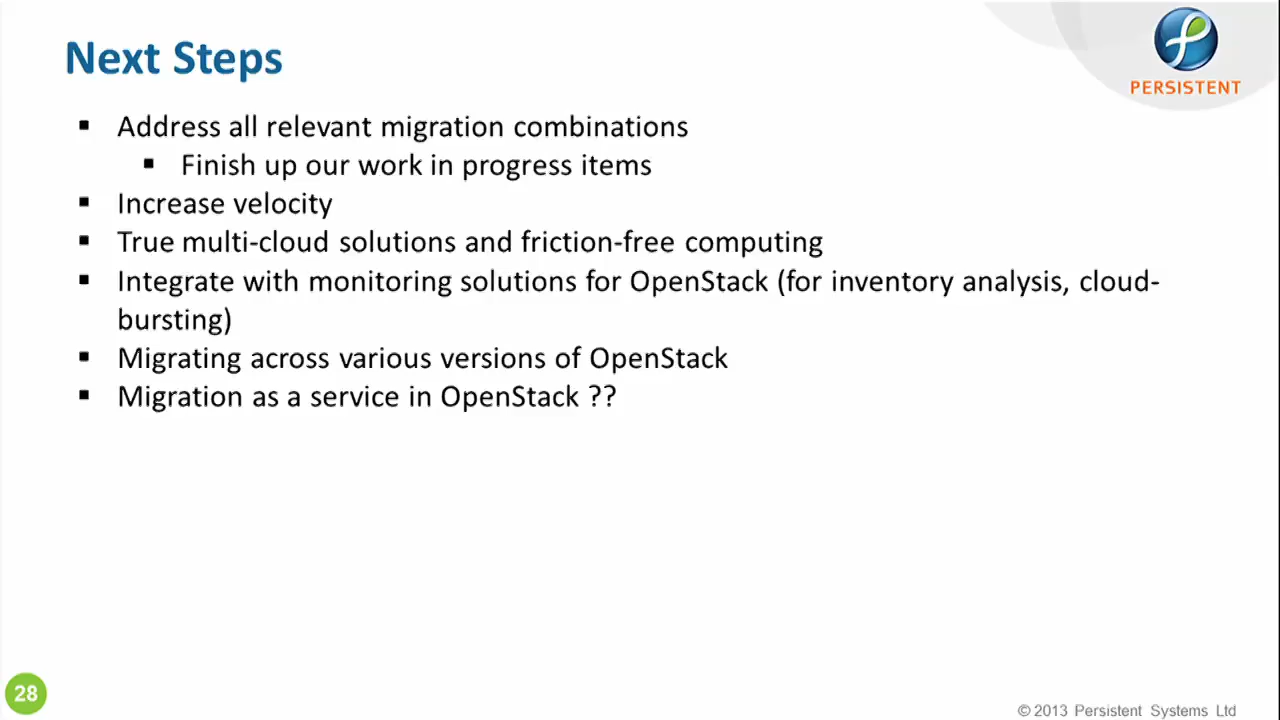 Next Steps
PERSISTENT
▪ Address all relevant migration combinations
▪ Finish up our work in progress items
▪ Increase velocity
▪ True multi-cloud solutions and friction-free computing
▪ Integrate with monitoring solutions for OpenStack (for inventory analysis, cloud-
bursting)
▪ Migrating across various versions of OpenStack
▪ Migration as a service in OpenStack ??
28
© 2013 Persistent Systems Ltd